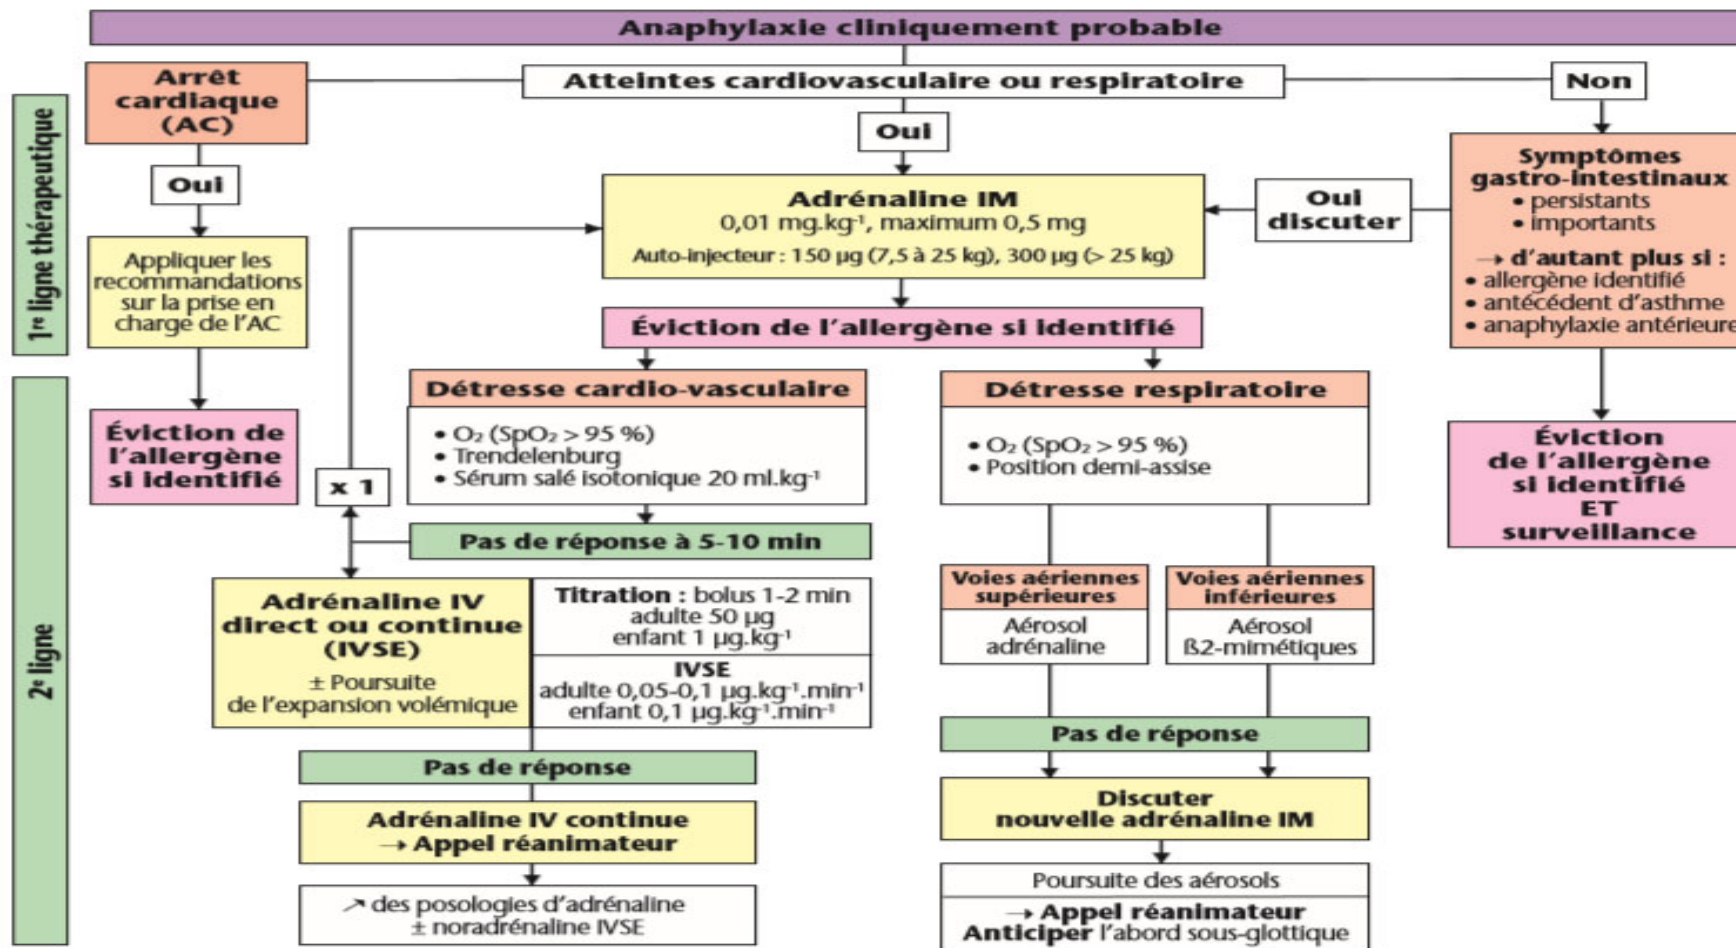 Anaphylaxie cliniquement probable
Arrêt
cardiaque
(AC)
Atteintes cardiovasculaire ou respiratoire
Non
1re ligne thérapeutique
Oui
Oui
Symptômes
gastro-intestinaux
• persistants
• importants
→ d'autant plus si :
• allergène identifié
• antécédent d'asthme
• anaphylaxie antérieure
Oui
discuter
Adrénaline IM
0,01 mg.kg-1, maximum 0,5 mg
Auto-injecteur : 150 µg (7,5 à 25 kg), 300 µg (> 25 kg)
Appliquer les
recommandations
sur la prise en
charge de l'AC
Éviction de l'allergène si identifié
2e ligne
Éviction de
l'allergène
si identifié
Détresse cardio-vasculaire
• O2 (SpO2 > 95 %)
• Trendelenburg
• Sérum salé isotonique 20 ml.kg-1
Détresse respiratoire
• O2 (SpO2 > 95 %)
• Position demi-assise
Éviction
de l'allergène
si identifié
ET
surveillance
x 1
Pas de réponse à 5-10 min
Adrénaline IV
direct ou continue
(IVSE)
± Poursuite
de l'expansion volémique
Titration : bolus 1-2 min
adulte 50 µg
enfant 1 µg.kg-1
IVSE
adulte 0,05-0,1 µg.kg-1.min-1
enfant 0,1 µg.kg-1.min-1
Voies aériennes
supérieures
Aérosol
adrénaline
Voies aériennes
inférieures
Aérosol
ß2-mimétiques
Pas de réponse
Pas de réponse
Adrénaline IV continue
→ Appel réanimateur
Discuter
nouvelle adrénaline IM
↗ des posologies d'adrénaline
± noradrénaline IVSE
Poursuite des aérosols
→ Appel réanimateur
Anticiper l'abord sous-glottique